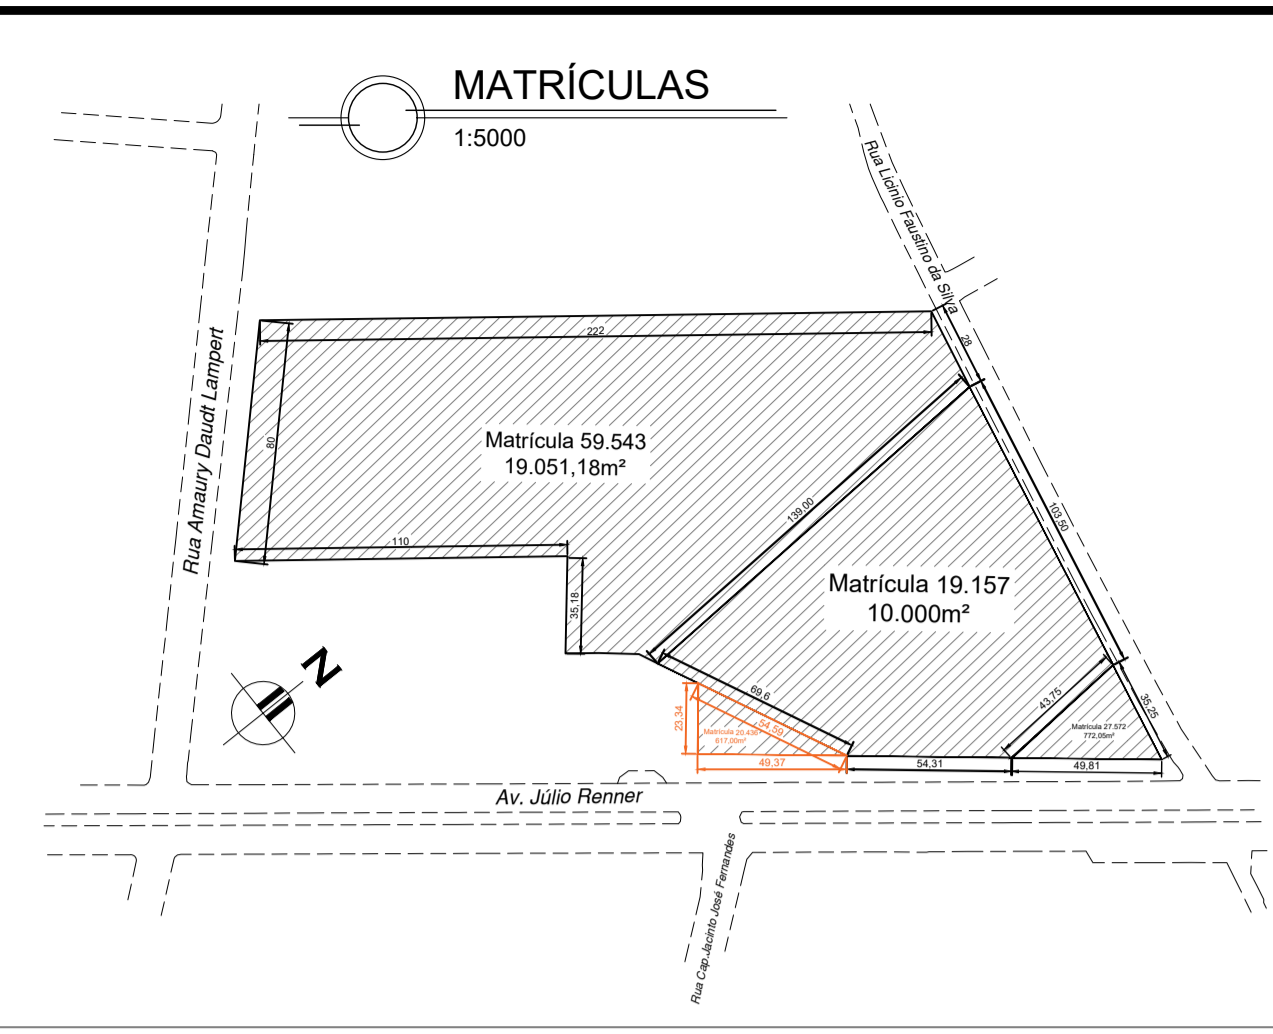 MATRÍCULAS
1:5000
Rua Licinio Faustino da Silva
222
28
Rua Amaury Daudt Lampert
80
Matrícula 59.543
19.051,18m²
139,00
103,50
110
35,18
Matrícula 19.157
10.000m²
N
69,6
43,75
35,25
23,34
54,59
Matrícula 20.436
617,00m²
Matrícula 27.572
772,05m²
49,37
54,31
49,81
Av. Júlio Renner
Rua Cap.Jacinto José Fernandes